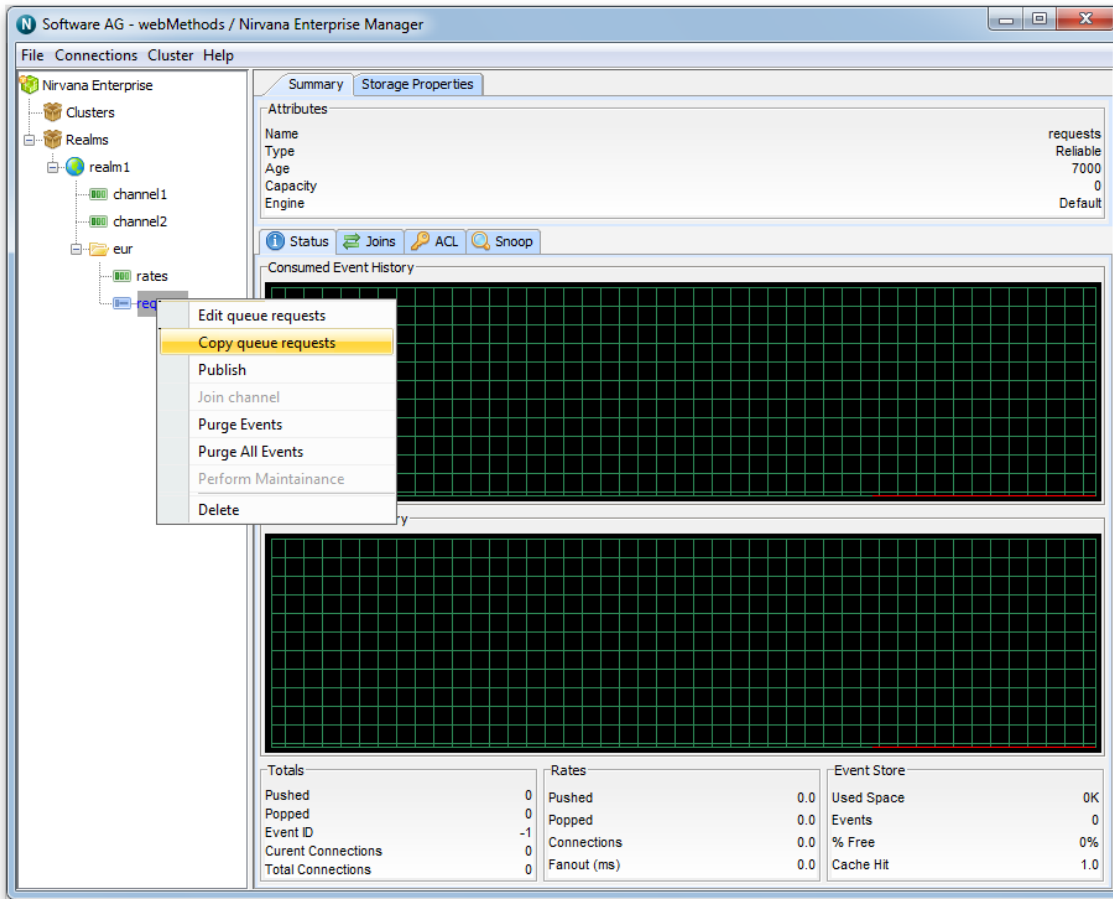 Software AG - webMethods / Nirvana Enterprise Manager
File Connections Cluster Help
Nirvana Enterprise
Clusters
Realms
realm1
channel1
channel2
eur
rates
Edit queue requests
Copy queue requests
Publish
Join channel
Purge Events
Purge All Events
Perform Maintainance
Delete
Summary Storage Properties
Attributes
Name requests
Type Reliable
Age 7000
Capacity 0
Engine Default
Status Joins ACL Snoop
Consumed Event History
Totals
Pushed 0
Popped 0
Event ID -1
Curent Connections 0
Total Connections 0
Rates
Pushed 0.0
Popped 0.0
Connections 0.0
Fanout (ms) 0.0
Event Store
Used Space 0K
Events 0
% Free 0%
Cache Hit 1.0